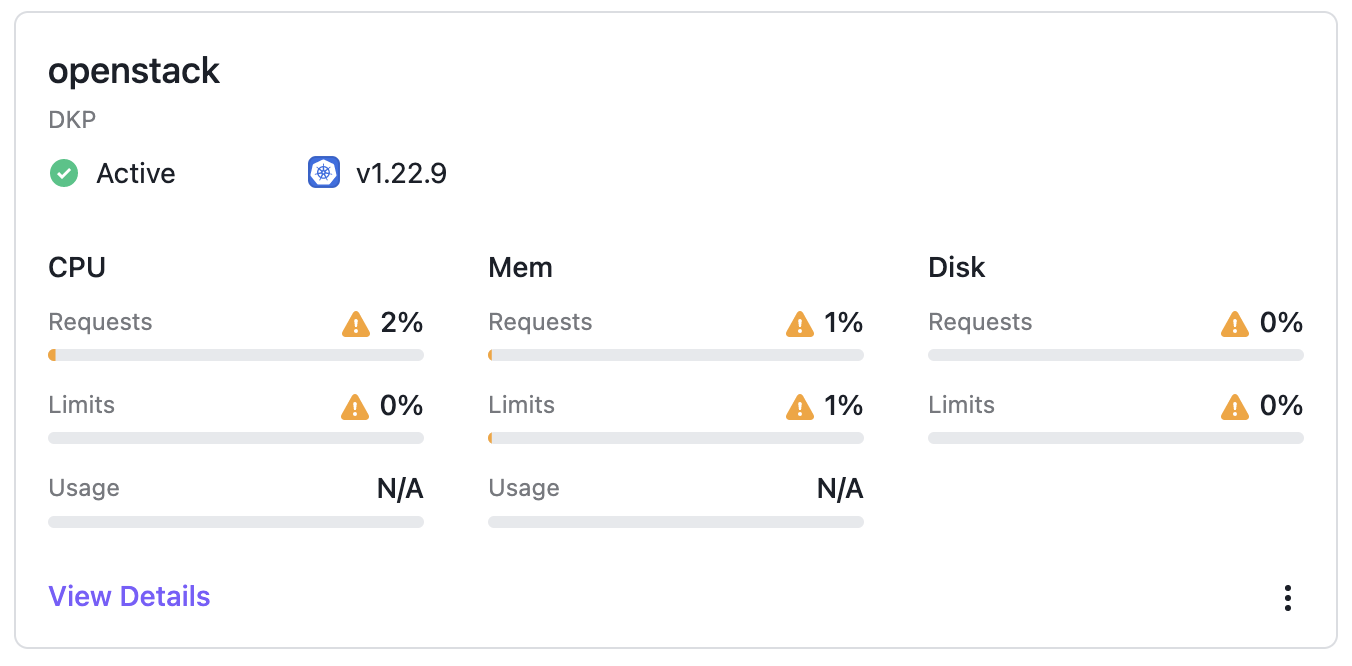 openstack
DKP
Active v1.22.9
CPU Mem Disk
Requests 2% Requests 1% Requests 0%
Limits 0% Limits 1% Limits 0%
Usage N/A Usage N/A
View Details